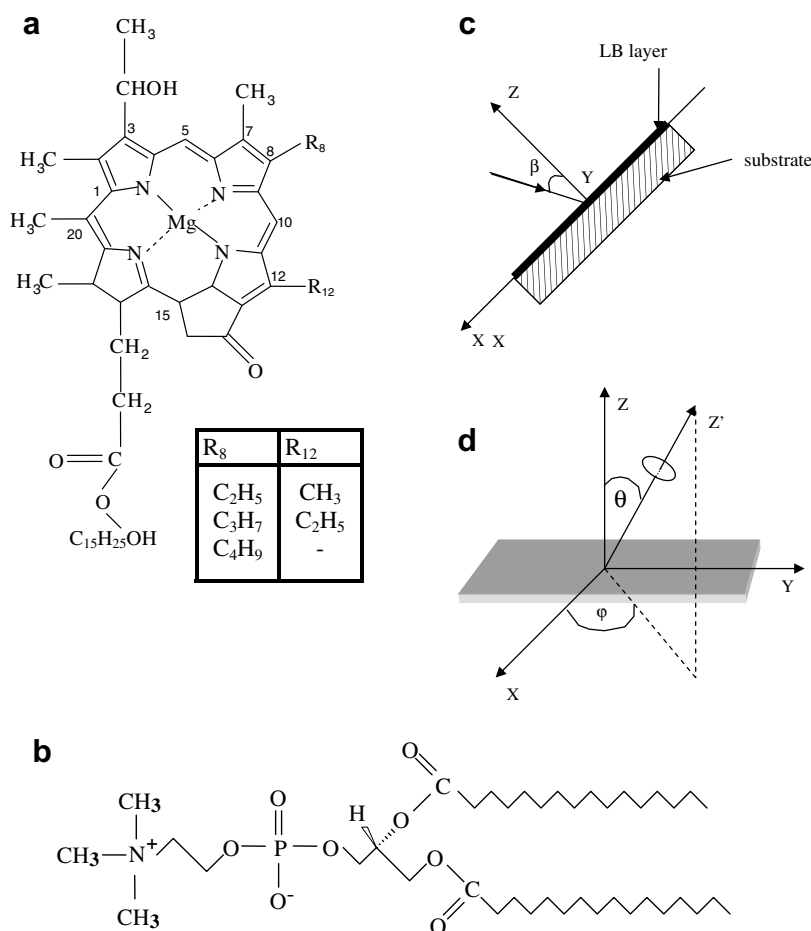 a
CH₃
CHOH
3
5
CH₃
7
8
R₈
H₃C
1
N
N
Mg
H₃C
20
10
N
N
H₃C
12
R₁₂
15
O
CH₂
CH₂
O
C
O
C₁₅H₂₅OH
R₈ R₁₂
C₂H₅ CH₃
C₃H₇ C₂H₅
C₄H₉ -
c
LB layer
Z
β
Y
substrate
X X
d
Z
Z'
θ
Y
φ
X
b
CH3
CH3
N⁺
CH3
O
O
P
O
O⁻
H
O
C
O
O
C
O